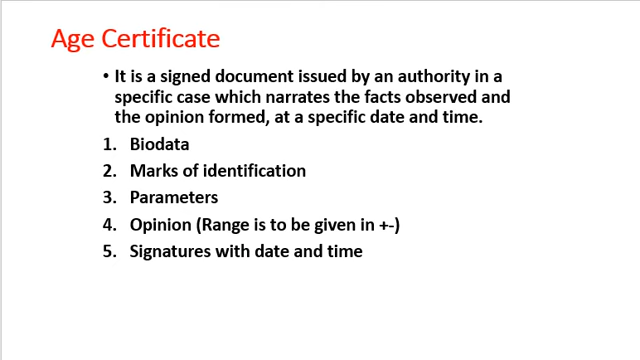 Age Certificate
• It is a signed document issued by an authority in a
specific case which narrates the facts observed and
the opinion formed, at a specific date and time.
1. Biodata
2. Marks of identification
3. Parameters
4. Opinion (Range is to be given in +-)
5. Signatures with date and time